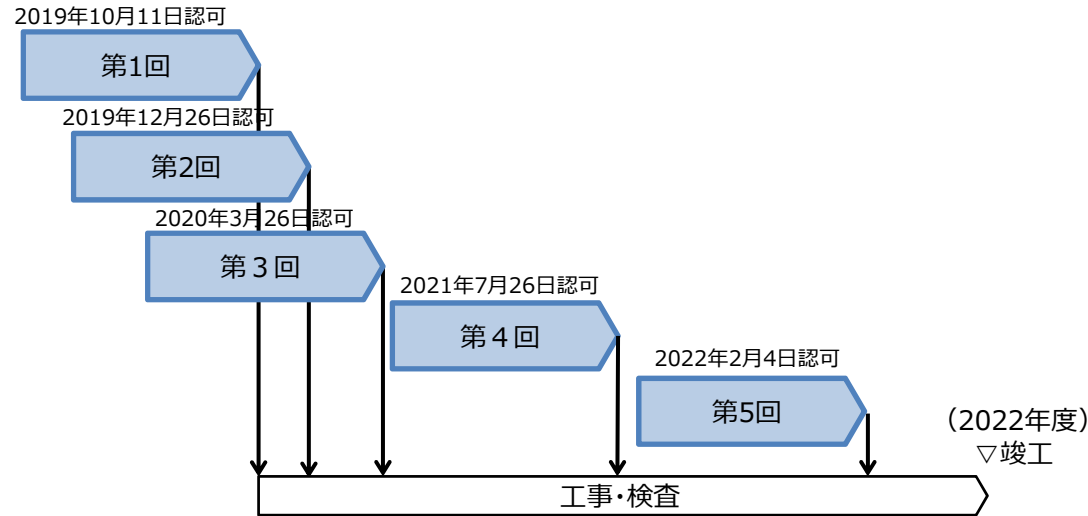 2019年10月11日認可
第1回
2019年12月26日認可
第2回
2020年3月26日認可
第３回
2021年7月26日認可
第４回
2022年2月4日認可
第5回
（2022年度）
▽竣工
工事・検査